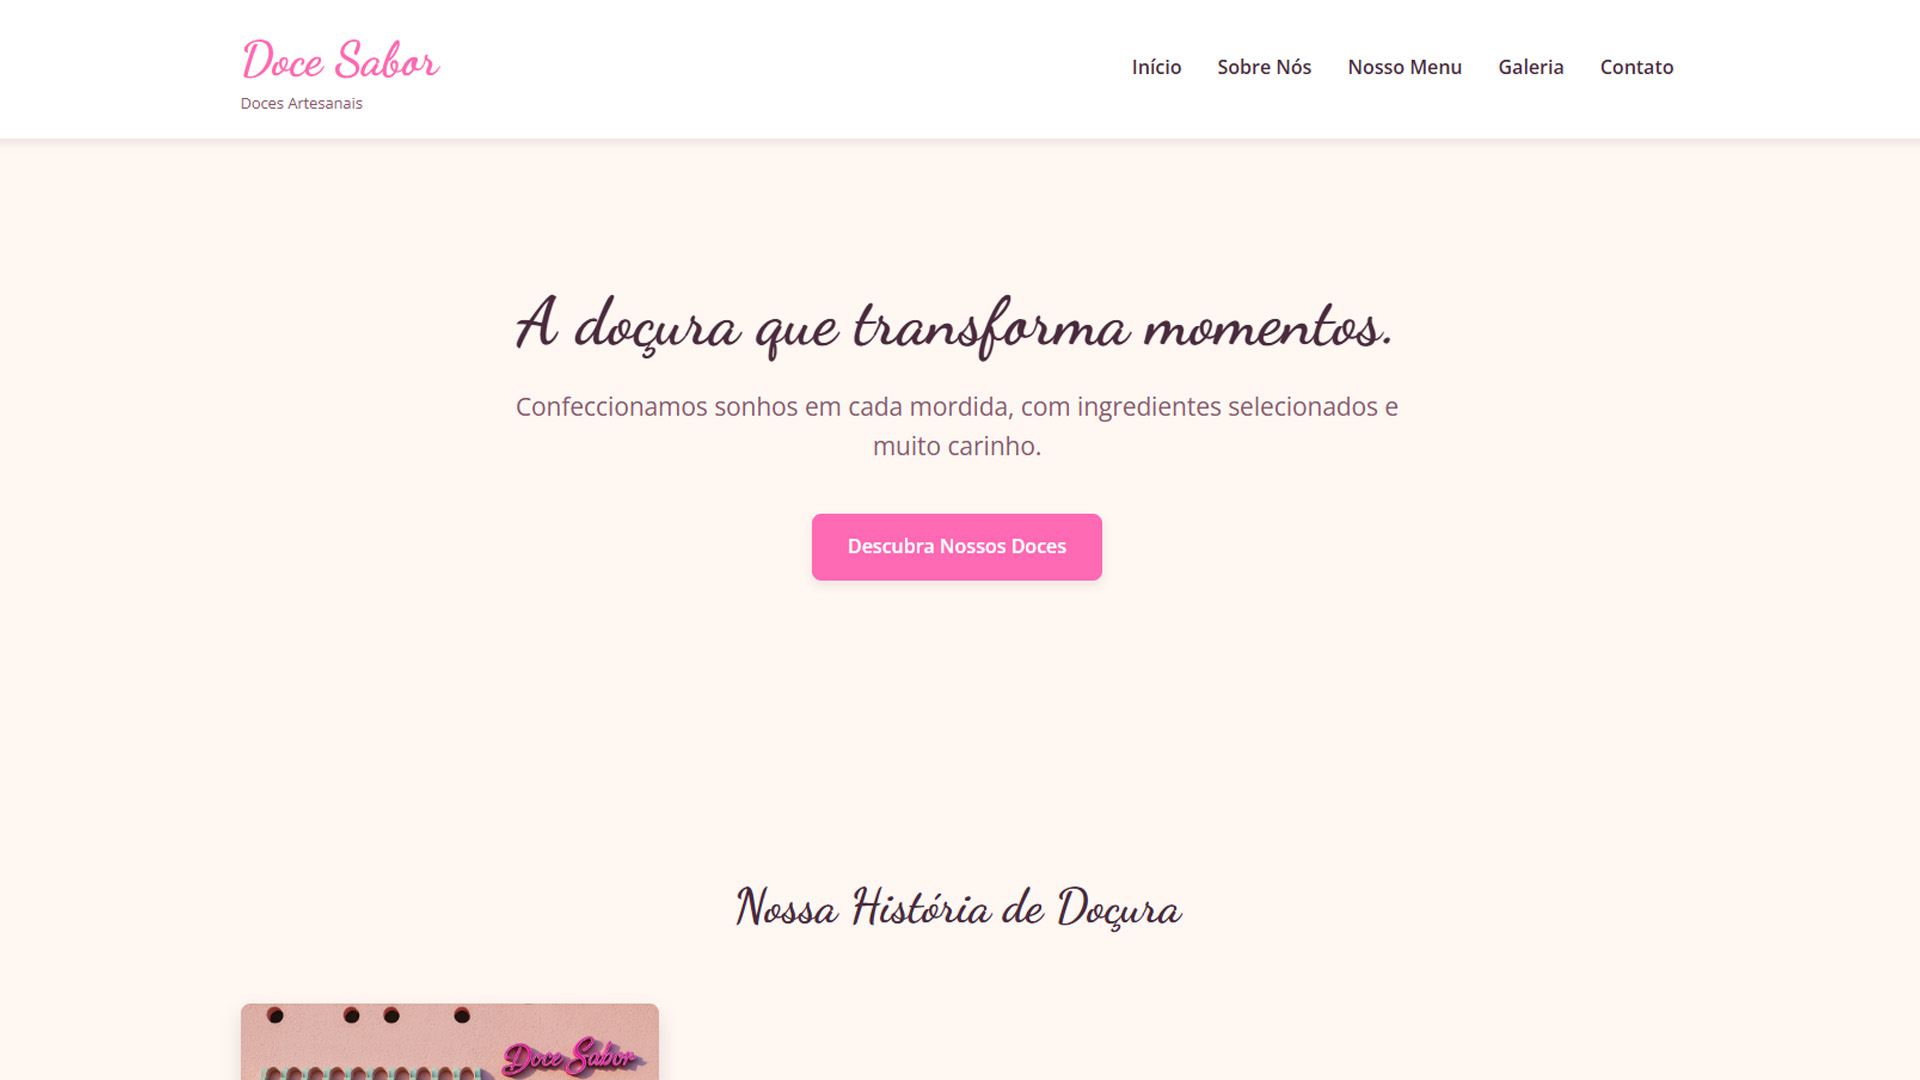 Doce Sabor
Doces Artesanais
Início
Sobre Nós
Nosso Menu
Galeria
Contato
A doçura que transforma momentos.
Confeccionamos sonhos em cada mordida, com ingredientes selecionados e
muito carinho.
Descubra Nossos Doces
Nossa História de Doçura
Doce Sabor